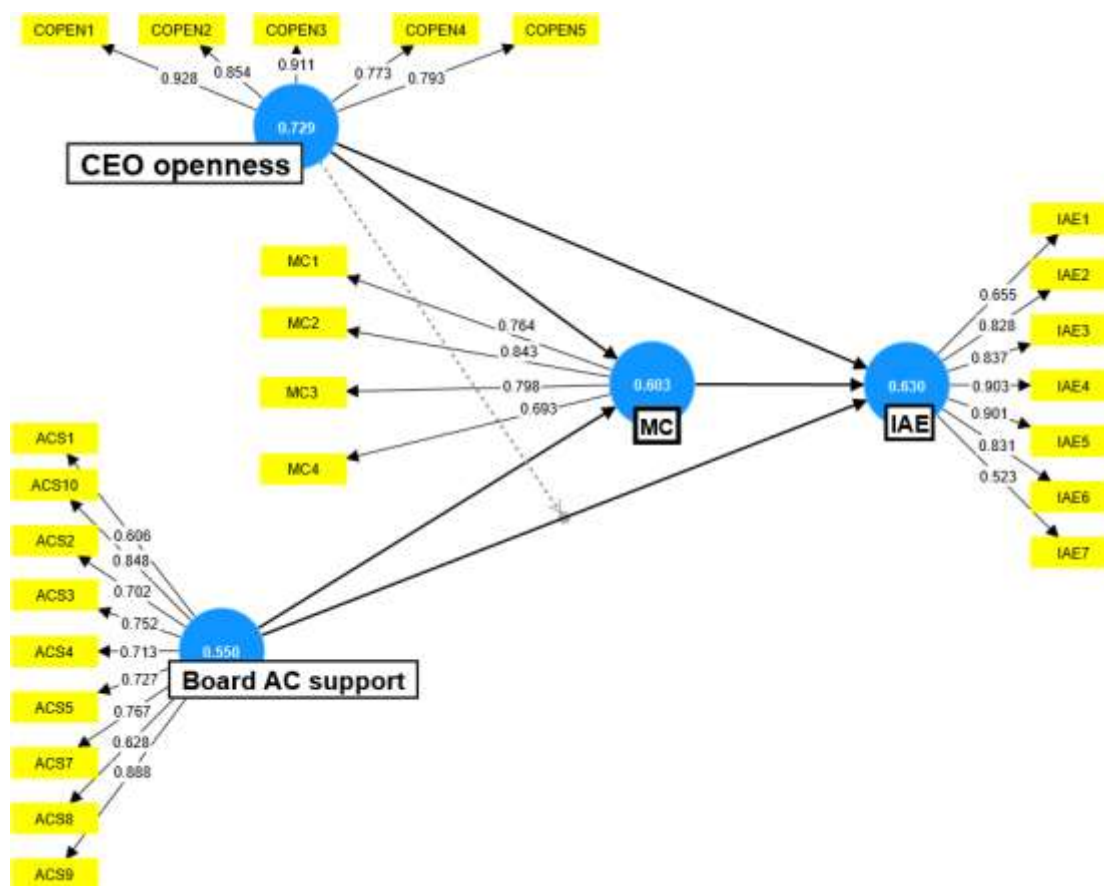 COPEN1 COPEN2 COPEN3 COPEN4 COPEN5
0.928 0.854 0.911 0.773 0.793
0.729
CEO openness
MC1
MC2
MC3
MC4
0.764
0.843
0.798
0.693
0.603
MC
0.630
IAE
IAE1
IAE2
IAE3
IAE4
IAE5
IAE6
IAE7
0.655
0.828
0.837
0.903
0.901
0.831
0.523
ACS1
ACS10
ACS2
ACS3
ACS4
ACS5
ACS7
ACS8
ACS9
0.606
0.848
0.702
0.752
0.713
0.727
0.767
0.628
0.888
0.550
Board AC support